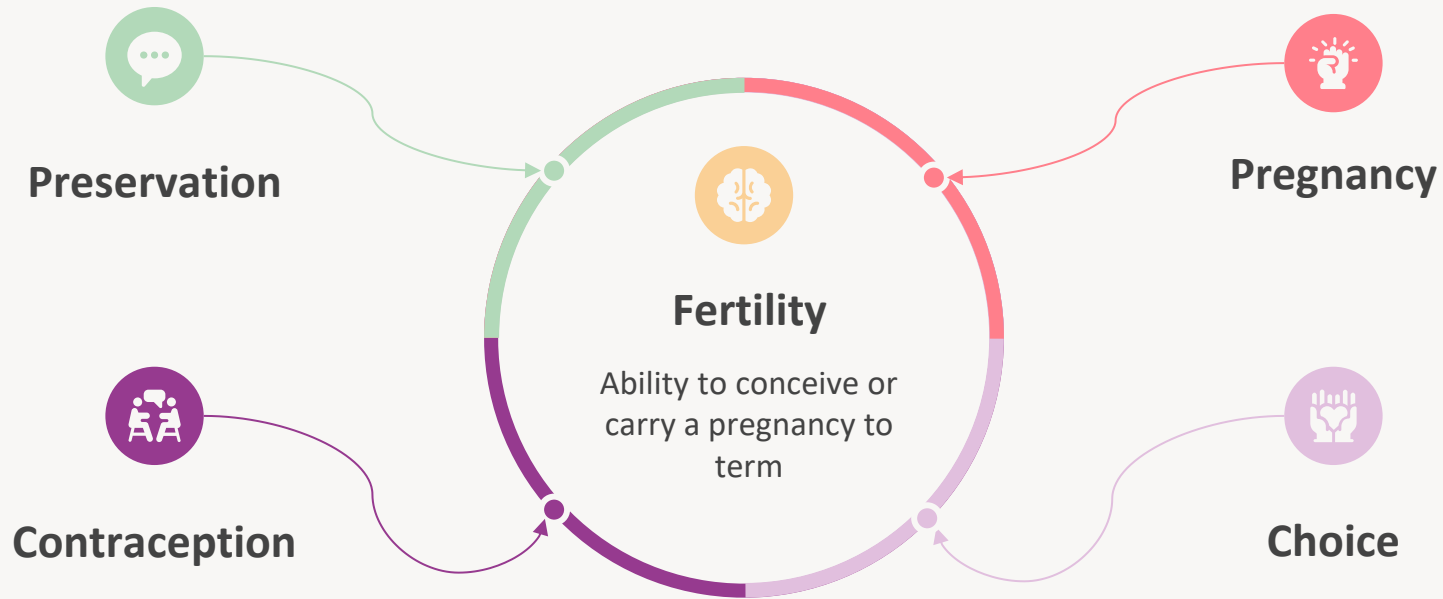 Preservation
Pregnancy
Fertility
Ability to conceive or
carry a pregnancy to
term
Contraception
Choice